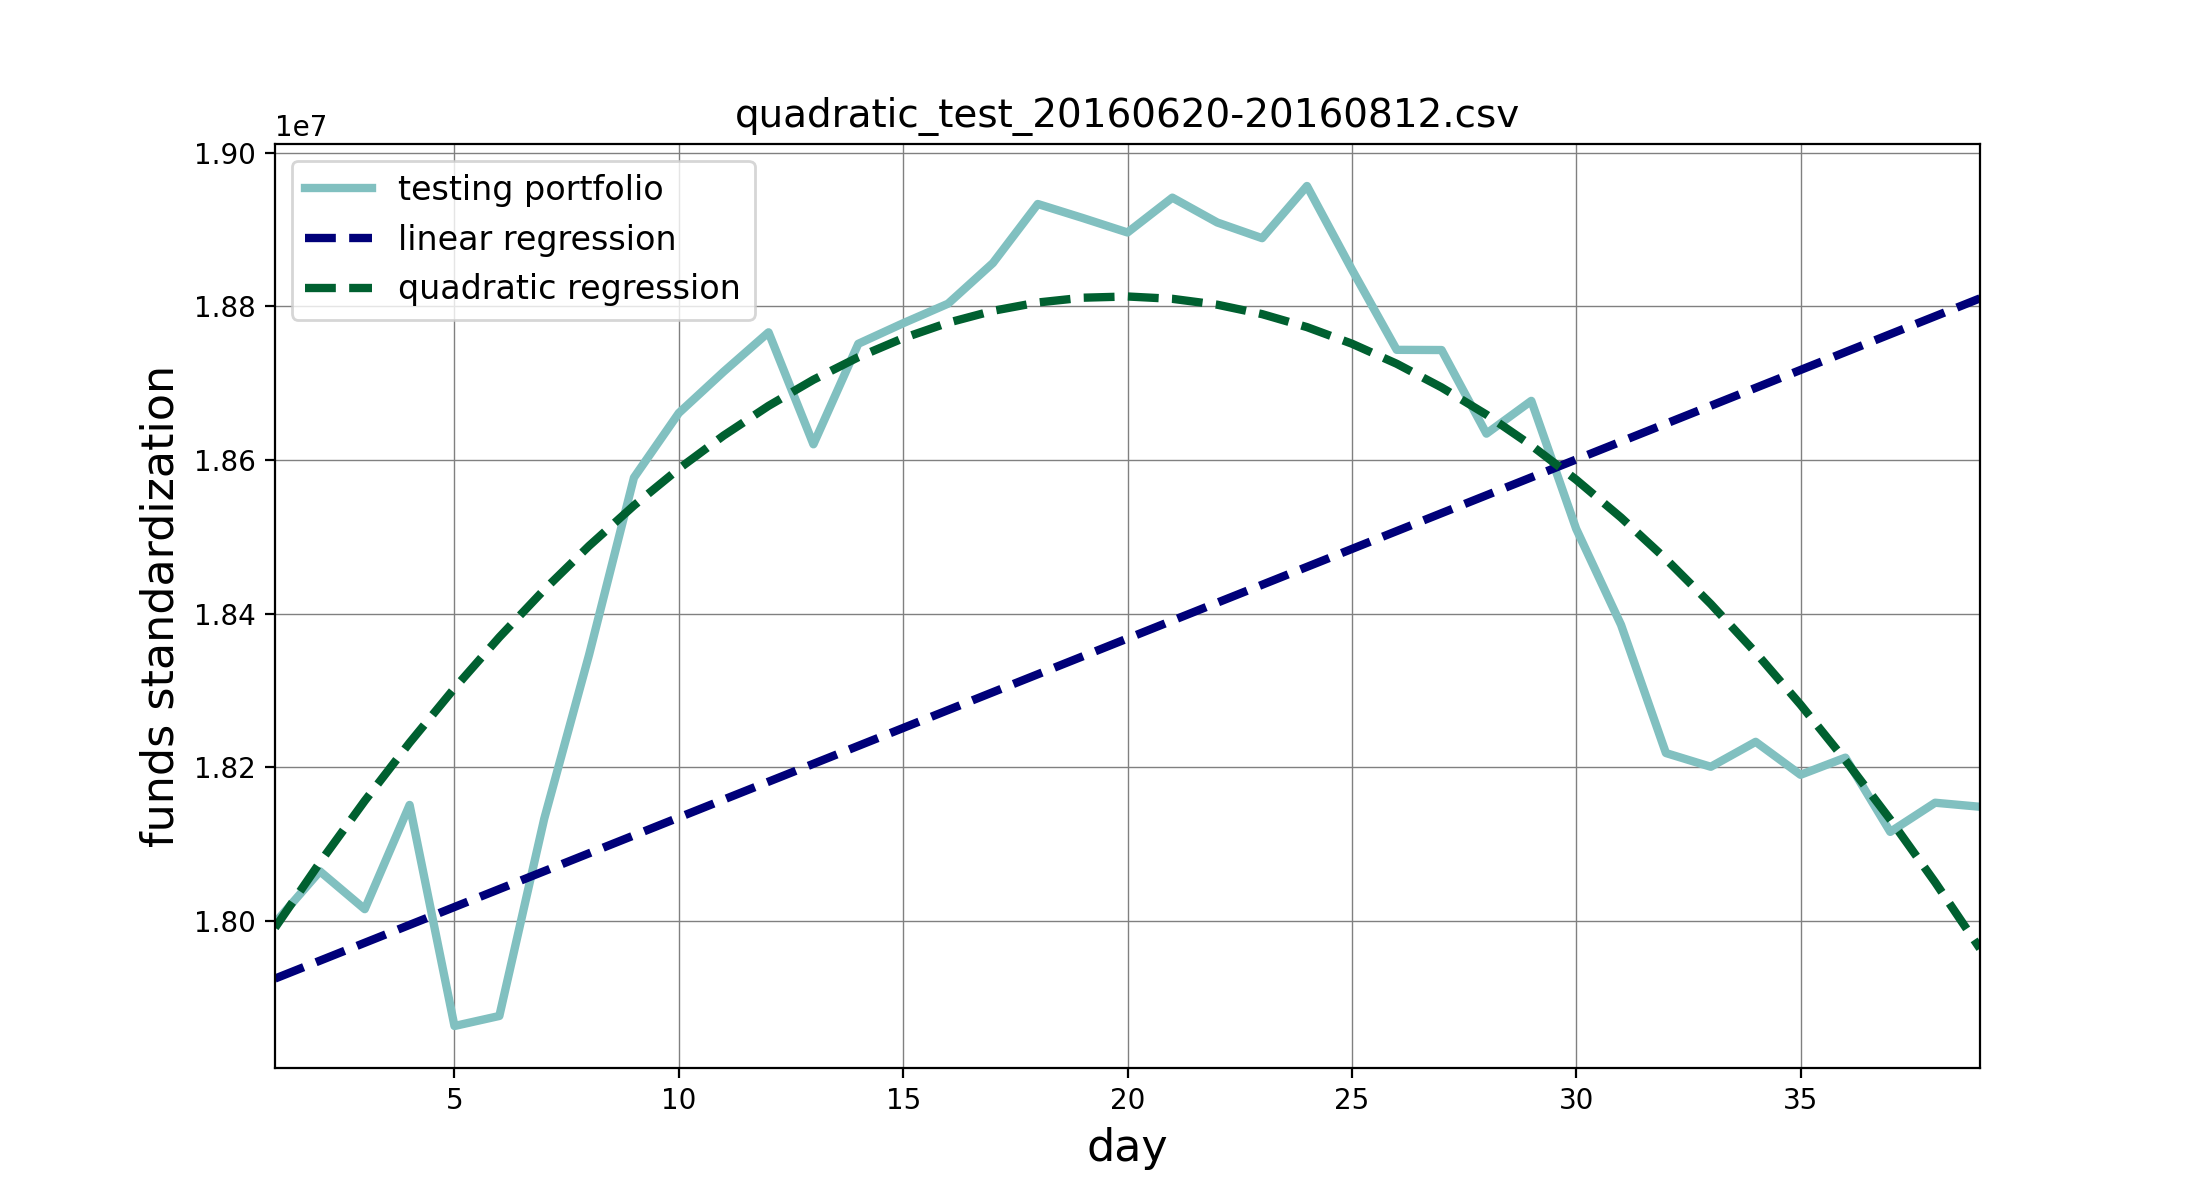 quadratic_test_20160620-20160812.csv
1e7
1.90
1.88
1.86
1.84
1.82
1.80
funds standardization
testing portfolio
linear regression
quadratic regression
5 10 15 20 25 30 35
day